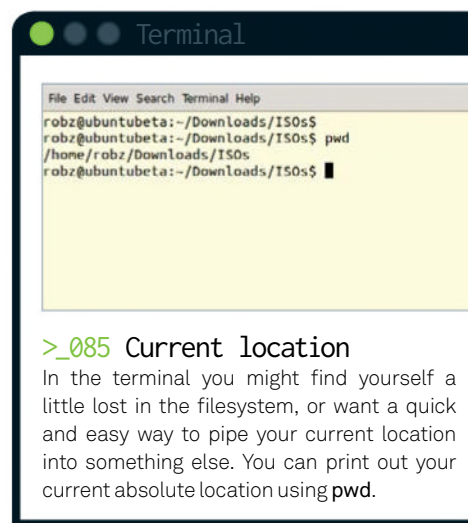 Terminal
File Edit View Search Terminal Help
robz@ubuntubeta:~/Downloads/ISOs$
robz@ubuntubeta:~/Downloads/ISOs$ pwd
/home/robz/Downloads/ISOs
robz@ubuntubeta:~/Downloads/ISOs$
>_085 Current location
In the terminal you might find yourself a
little lost in the filesystem, or want a quick
and easy way to pipe your current location
into something else. You can print out your
current absolute location using pwd.